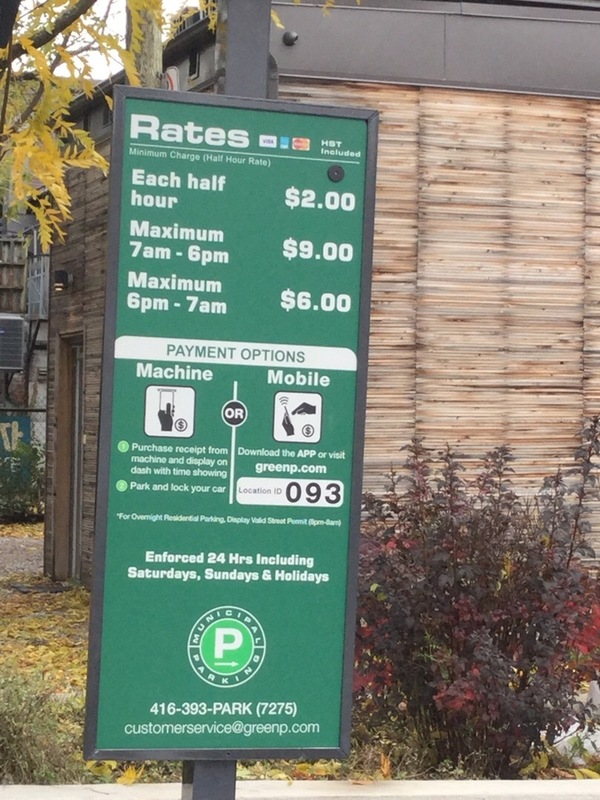 Rates VISA HST Included
Minimum Charge (Half Hour Rate)
Each half
hour $2.00
Maximum
7am - 6pm $9.00
Maximum
6pm - 7am $6.00
PAYMENT OPTIONS
Machine
1 Purchase receipt from
machine and display on
dash with time showing
2 Park and lock your car
OR
Mobile
Download the APP or visit
greenp.com
Location ID 093
*For Overnight Residential Parking, Display Valid Street Permit (8pm-8am)
Enforced 24 Hrs Including
Saturdays, Sundays & Holidays
MUNICIPAL
P
PARKING
416-393-PARK (7275)
customerservice@greenp.com